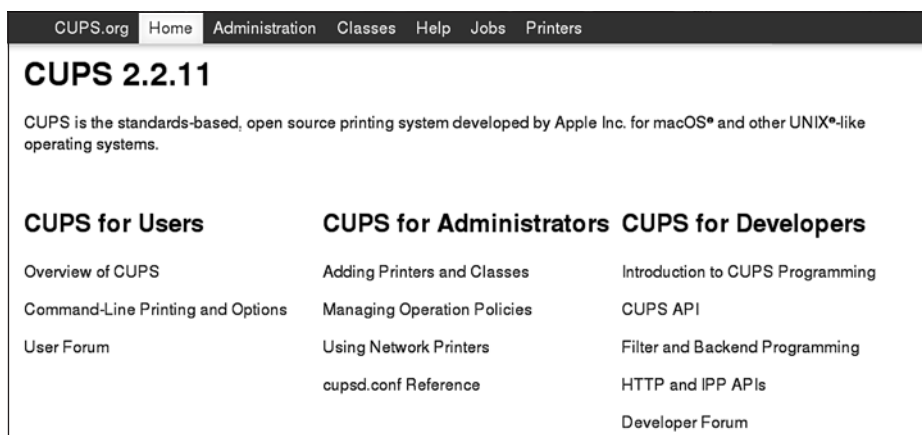 CUPS.org Home Administration Classes Help Jobs Printers
CUPS 2.2.11
CUPS is the standards-based, open source printing system developed by Apple Inc. for macOS® and other UNIX®-like
operating systems.
CUPS for Users
Overview of CUPS
Command-Line Printing and Options
User Forum
CUPS for Administrators
Adding Printers and Classes
Managing Operation Policies
Using Network Printers
cupsd.conf Reference
CUPS for Developers
Introduction to CUPS Programming
CUPS API
Filter and Backend Programming
HTTP and IPP APIs
Developer Forum